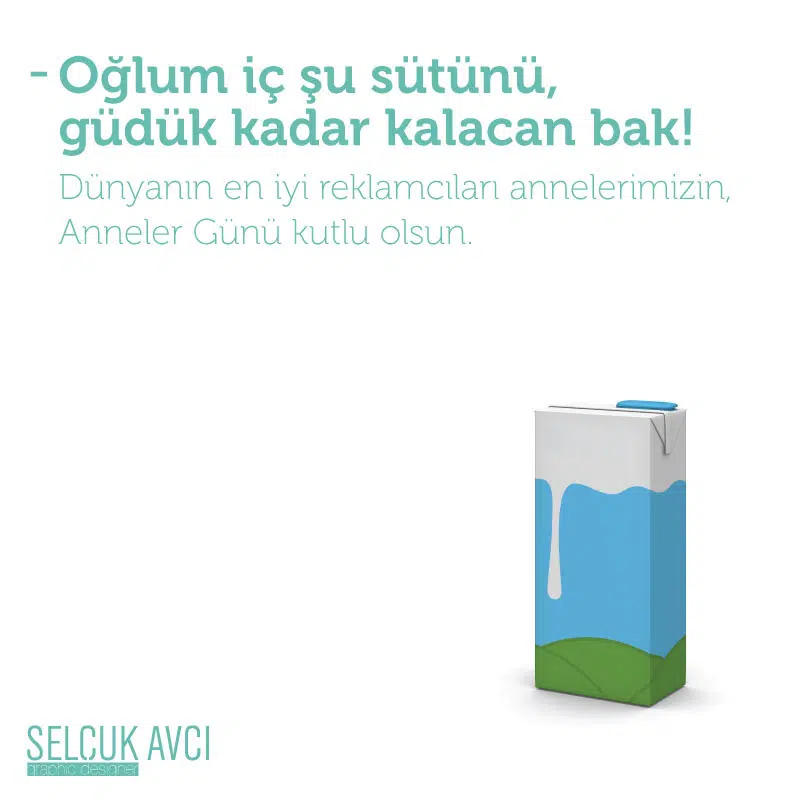 - Oğlum iç şu sütünü,
güdük kadar kalacan bak!
Dünyanın en iyi reklamcıları annelerimizin,
Anneler Günü kutlu olsun.
SELÇUK AVCI
graphic designer